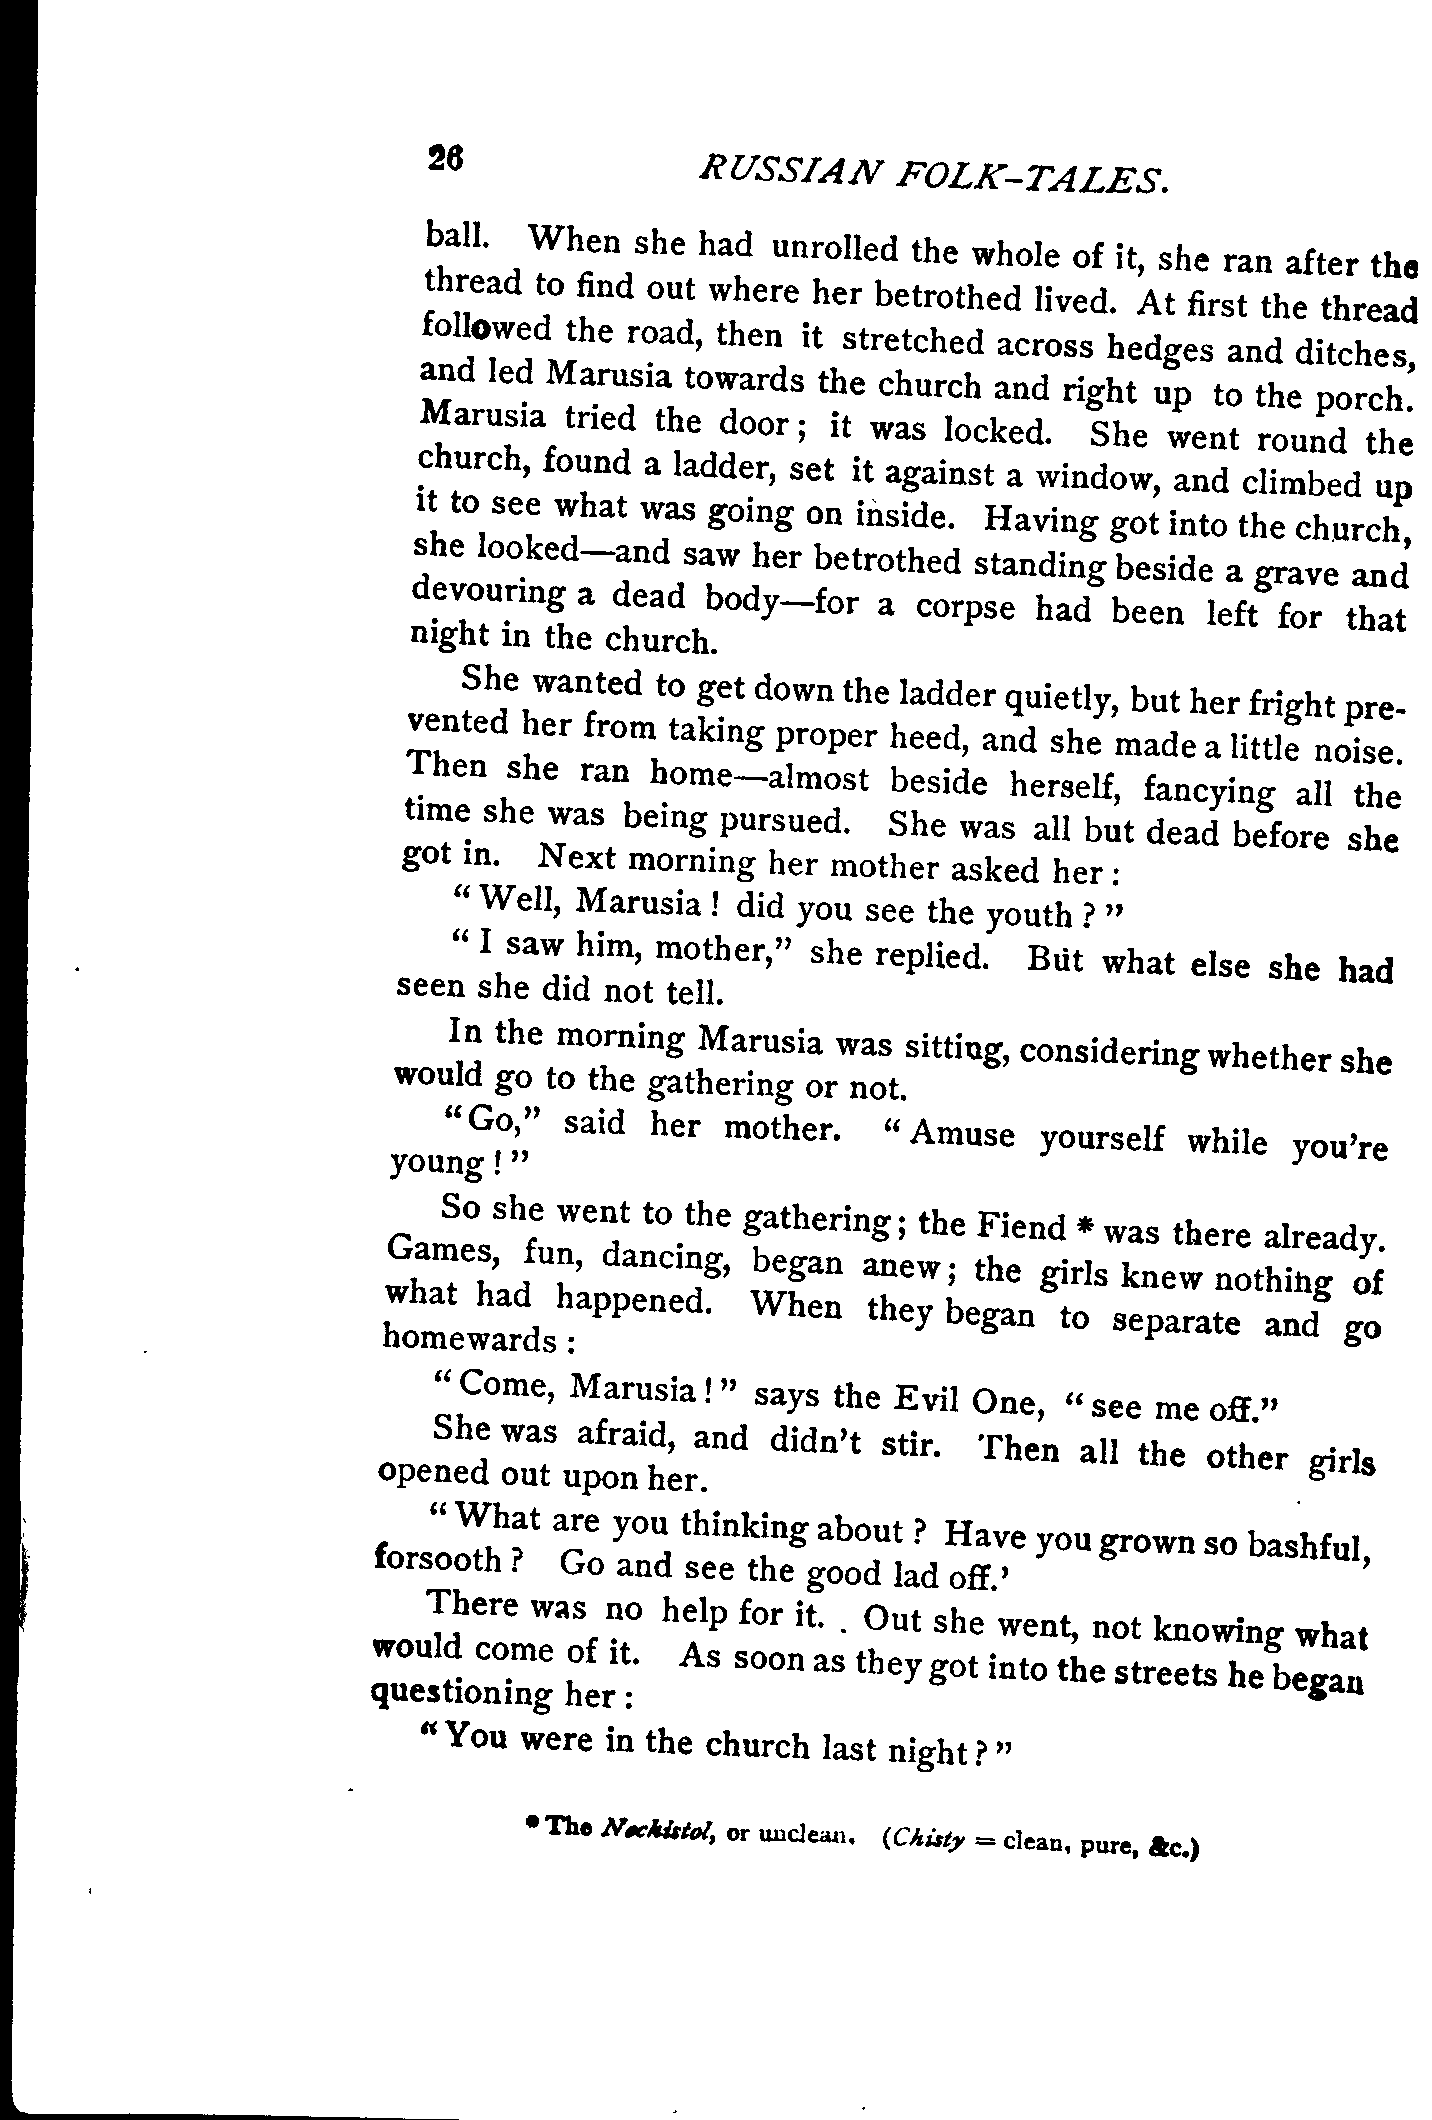 26 RUSSIAN FOLK-TALES.
ball. When she had unrolled the whole of it, she ran after the
thread to find out where her betrothed lived. At first the thread
followed the road, then it stretched across hedges and ditches,
and led Marusia towards the church and right up to the porch.
Marusia tried the door; it was locked. She went round the
church, found a ladder, set it against a window, and climbed up
it to see what was going on inside. Having got into the church,
she looked—and saw her betrothed standing beside a grave and
devouring a dead body—for a corpse had been left for that
night in the church.
She wanted to get down the ladder quietly, but her fright pre-
vented her from taking proper heed, and she made a little noise.
Then she ran home—almost beside herself, fancying all the
time she was being pursued. She was all but dead before she
got in. Next morning her mother asked her:
"Well, Marusia! did you see the youth?"
"I saw him, mother," she replied. But what else she had
seen she did not tell.
In the morning Marusia was sitting, considering whether she
would go to the gathering or not.
"Go," said her mother. "Amuse yourself while you're
young!"
So she went to the gathering; the Fiend * was there already.
Games, fun, dancing, began anew; the girls knew nothing of
what had happened. When they began to separate and go
homewards:
"Come, Marusia!" says the Evil One, "see me off."
She was afraid, and didn't stir. Then all the other girls
opened out upon her.
"What are you thinking about? Have you grown so bashful,
forsooth? Go and see the good lad off.'
There was no help for it. Out she went, not knowing what
would come of it. As soon as they got into the streets he began
questioning her:
"You were in the church last night?"
* The Nechistol, or unclean. (Chisty = clean, pure, &c.)